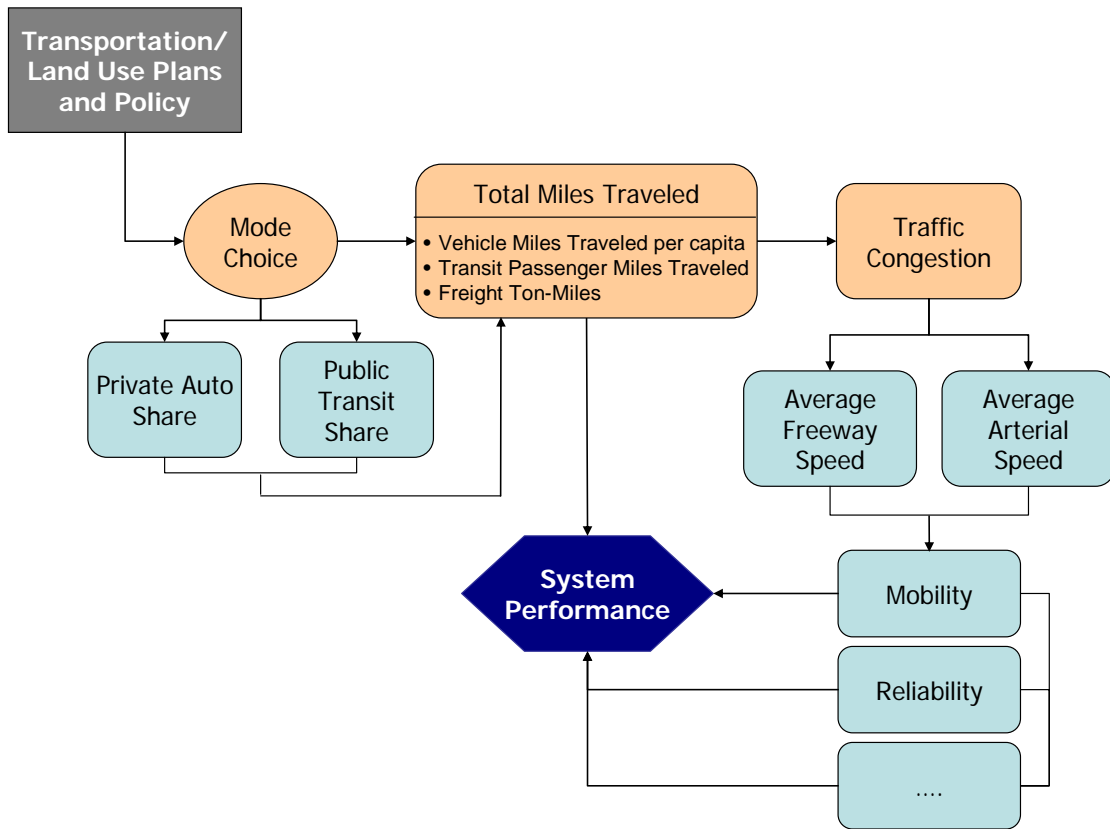 Transportation/
Land Use Plans
and Policy
Mode
Choice
Total Miles Traveled
• Vehicle Miles Traveled per capita
• Transit Passenger Miles Traveled
• Freight Ton-Miles
Traffic
Congestion
Private Auto
Share
Public
Transit
Share
Average
Freeway
Speed
Average
Arterial
Speed
System
Performance
Mobility
Reliability
....